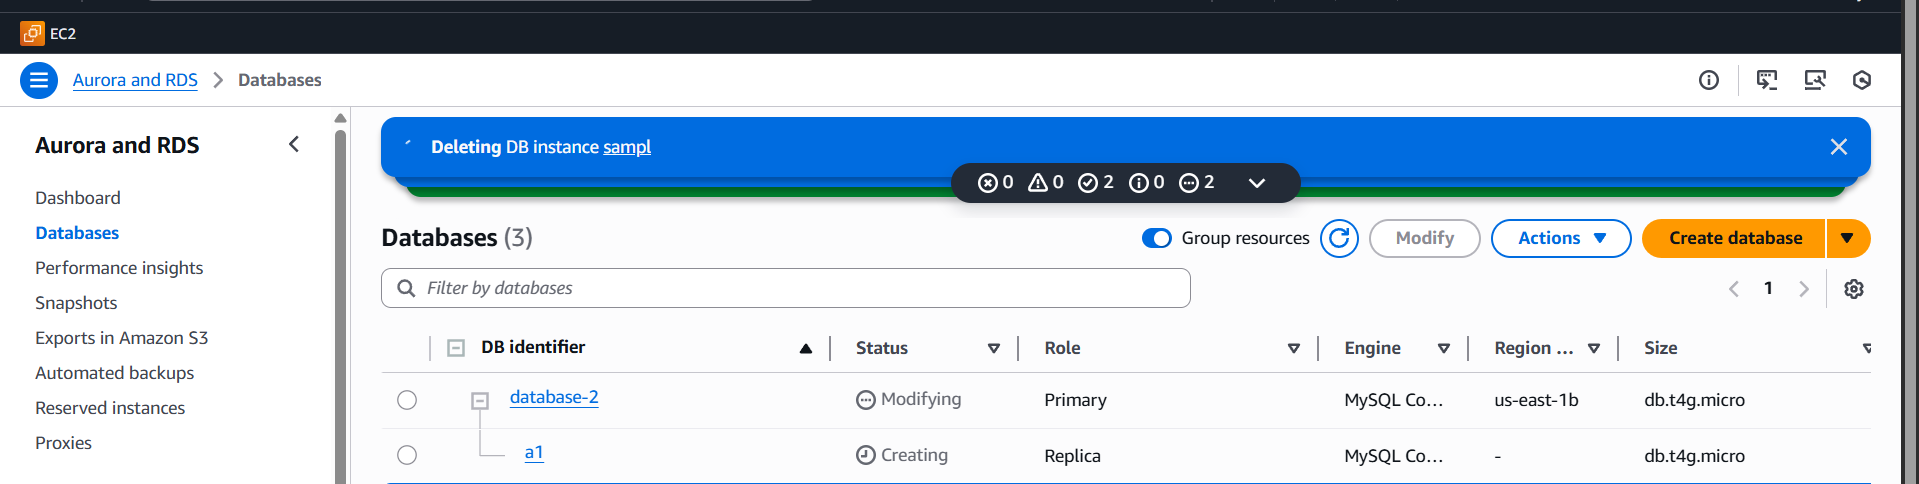 EC2
Aurora and RDS > Databases
Aurora and RDS
Dashboard
Databases
Performance insights
Snapshots
Exports in Amazon S3
Automated backups
Reserved instances
Proxies
Deleting DB instance sampl
0 0 2 0 2
Databases (3)
Group resources
Modify
Actions
Create database
Filter by databases
1
DB identifier Status Role Engine Region ... Size
database-2 Modifying Primary MySQL Co... us-east-1b db.t4g.micro
a1 Creating Replica MySQL Co... - db.t4g.micro